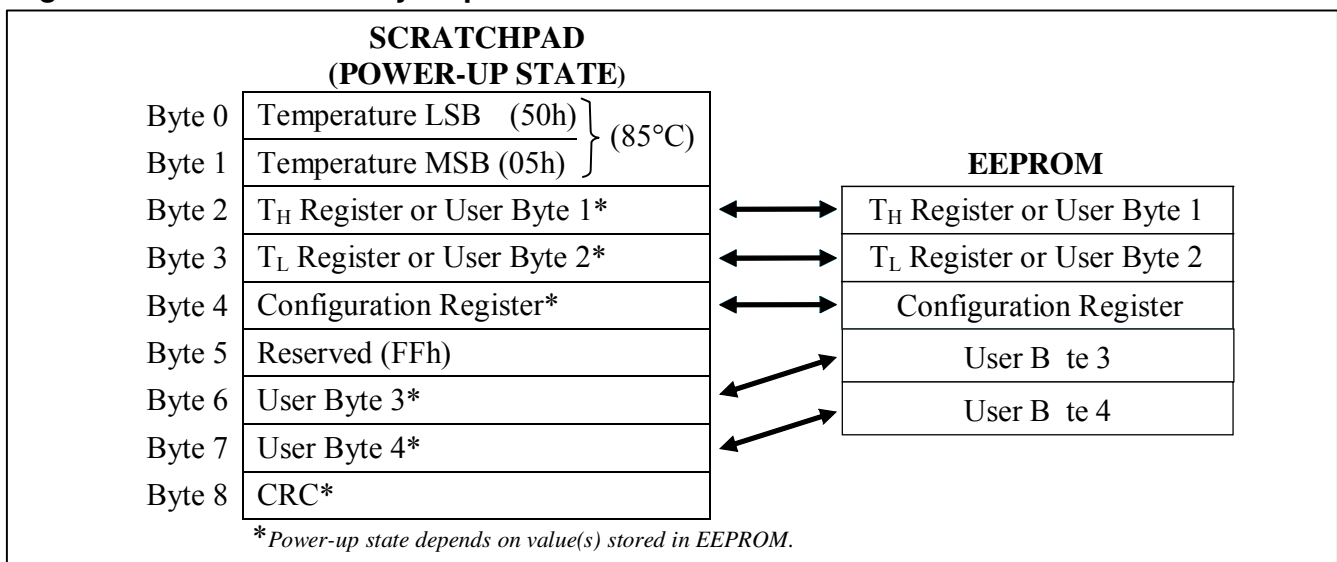 SCRATCHPAD
(POWER-UP STATE)
Byte 0 Temperature LSB (50h)
(85°C)
Byte 1 Temperature MSB (05h)
EEPROM
Byte 2 TH Register or User Byte 1* TH Register or User Byte 1
Byte 3 TL Register or User Byte 2* TL Register or User Byte 2
Byte 4 Configuration Register* Configuration Register
Byte 5 Reserved (FFh) User B te 3
Byte 6 User Byte 3* User B te 4
Byte 7 User Byte 4*
Byte 8 CRC*
*Power-up state depends on value(s) stored in EEPROM.